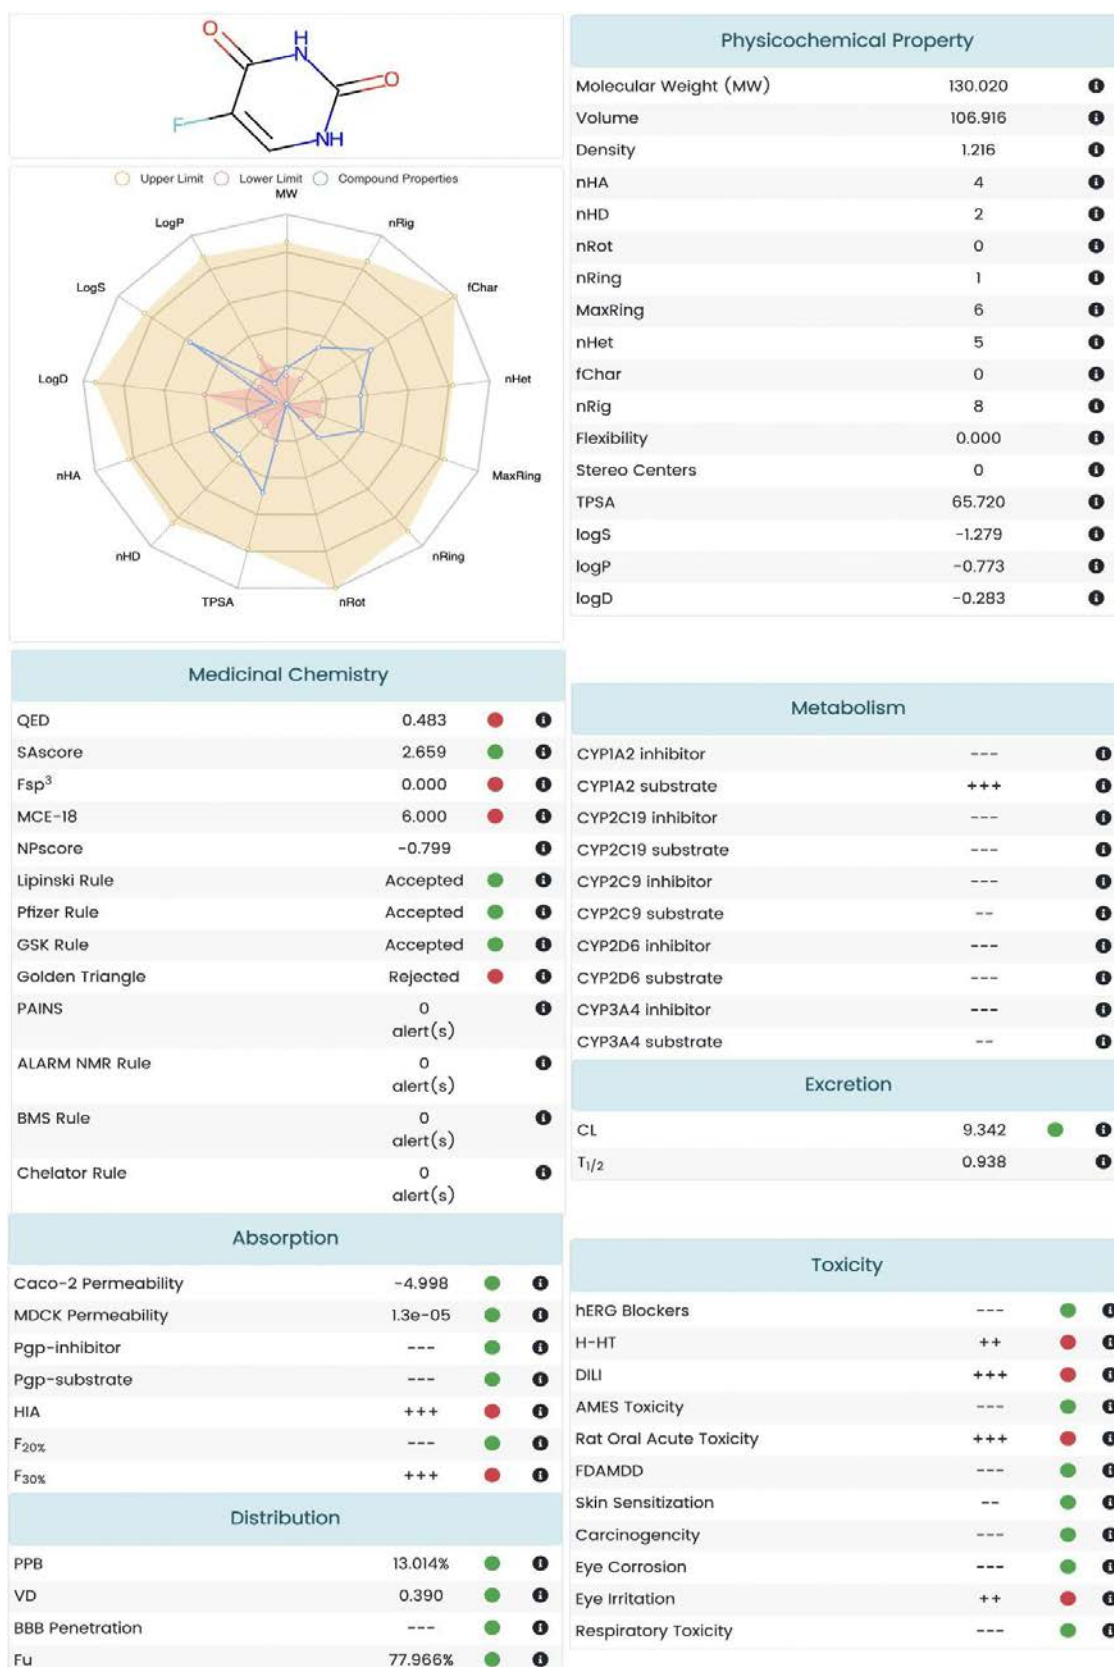 O
H
N
O
F
NH
Upper Limit Lower Limit Compound Properties
MW
LogP
nRig
LogS
fChar
LogD
nHet
nHA
MaxRing
nHD
nRing
TPSA
nRot
Physicochemical Property
Molecular Weight (MW) 130.020
Volume 106.916
Density 1.216
nHA 4
nHD 2
nRot 0
nRing 1
MaxRing 6
nHet 5
fChar 0
nRig 8
Flexibility 0.000
Stereo Centers 0
TPSA 65.720
logS -1.279
logP -0.773
logD -0.283
Medicinal Chemistry
QED 0.483
SAscore 2.659
Fsp3 0.000
MCE-18 6.000
NPscore -0.799
Lipinski Rule Accepted
Pfizer Rule Accepted
GSK Rule Accepted
Golden Triangle Rejected
PAINS 0
alert(s)
ALARM NMR Rule 0
alert(s)
BMS Rule 0
alert(s)
Chelator Rule 0
alert(s)
Metabolism
CYP1A2 inhibitor ---
CYP1A2 substrate +++
CYP2C19 inhibitor ---
CYP2C19 substrate ---
CYP2C9 inhibitor ---
CYP2C9 substrate --
CYP2D6 inhibitor ---
CYP2D6 substrate ---
CYP3A4 inhibitor ---
CYP3A4 substrate --
Excretion
CL 9.342
T1/2 0.938
Absorption
Caco-2 Permeability -4.998
MDCK Permeability 1.3e-05
Pgp-inhibitor ---
Pgp-substrate ---
HIA +++
F20% ---
F30% +++
Distribution
PPB 13.014%
VD 0.390
BBB Penetration ---
Fu 77.966%
Toxicity
hERG Blockers ---
H-HT ++
DILI +++
AMES Toxicity ---
Rat Oral Acute Toxicity +++
FDAMDD ---
Skin Sensitization --
Carcinogencity ---
Eye Corrosion ---
Eye Irritation ++
Respiratory Toxicity ---